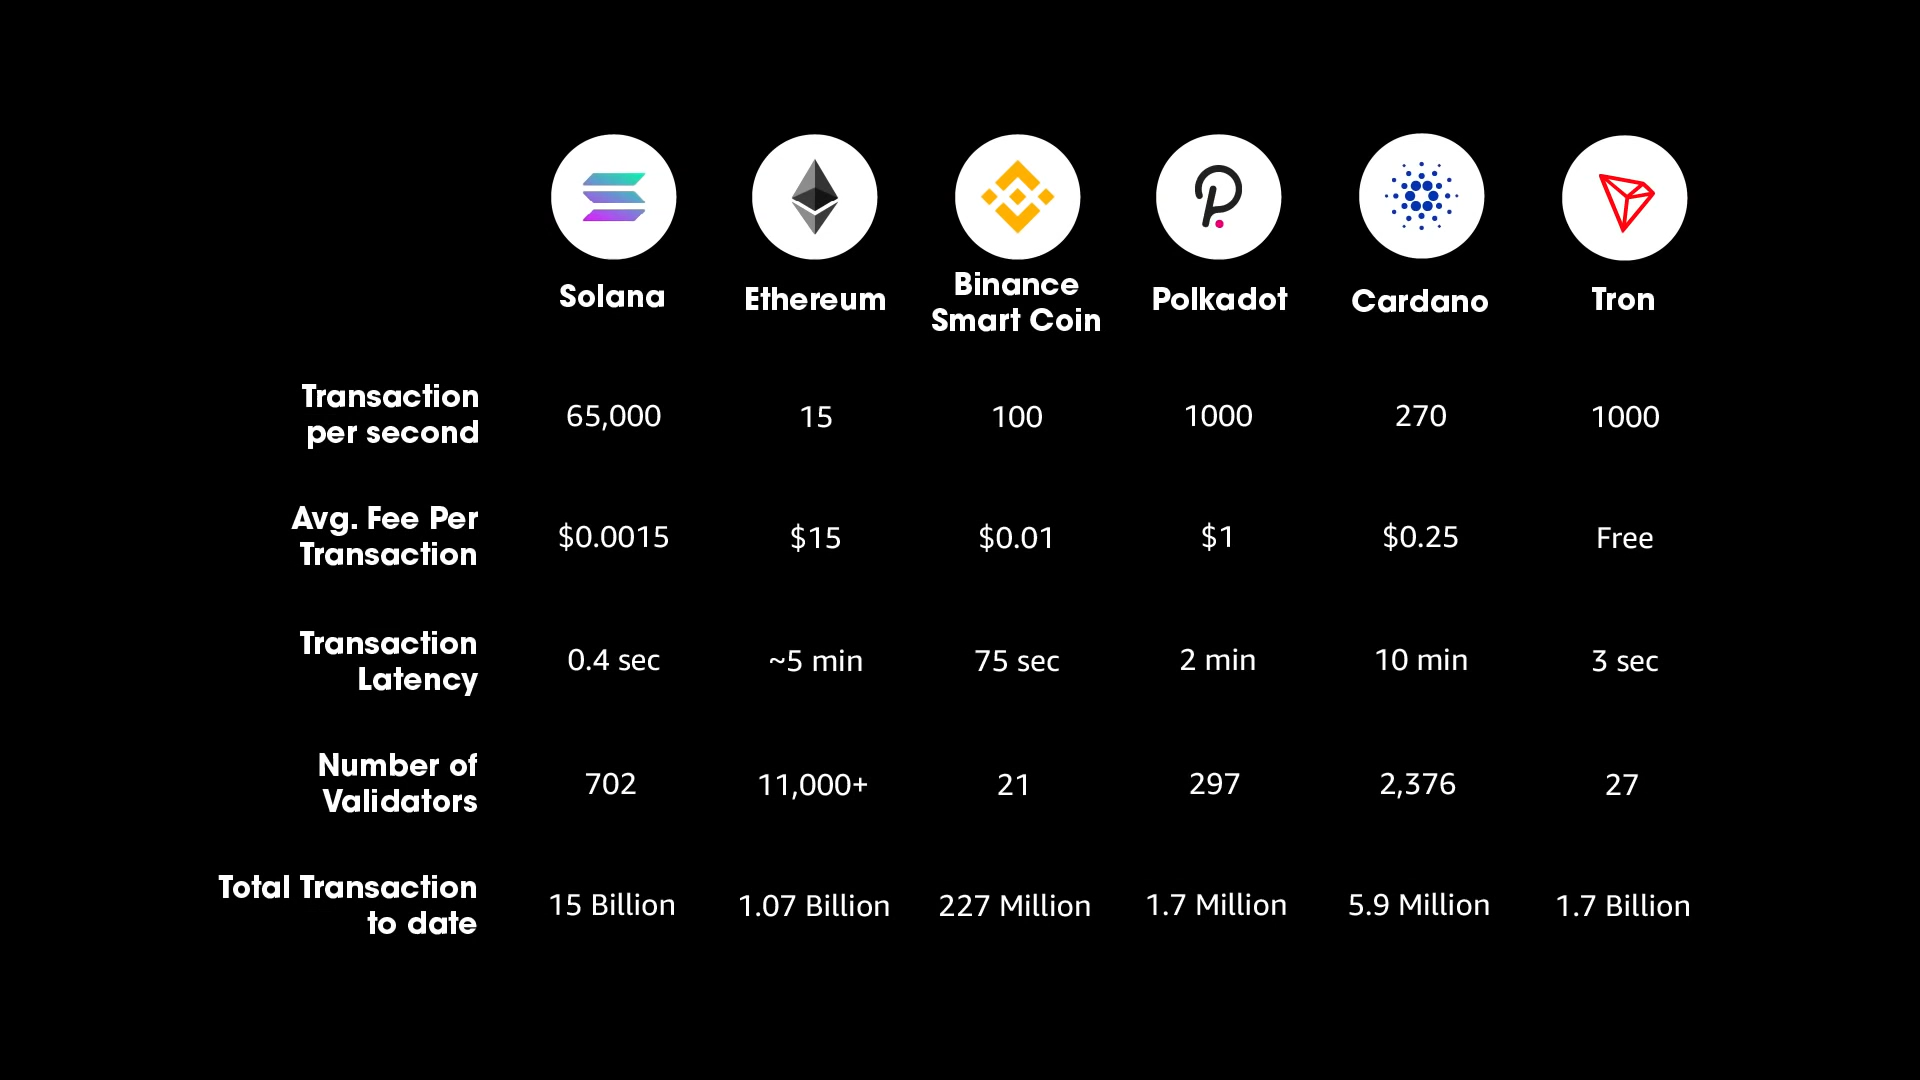 Solana
Ethereum
Binance
Smart Coin
Polkadot
Cardano
Tron
Transaction
per second
65,000
15
100
1000
270
1000
Avg. Fee Per
Transaction
$0.0015
$15
$0.01
$1
$0.25
Free
Transaction
Latency
0.4 sec
~5 min
75 sec
2 min
10 min
3 sec
Number of
Validators
702
11,000+
21
297
2,376
27
Total Transaction
to date
15 Billion
1.07 Billion
227 Million
1.7 Million
5.9 Million
1.7 Billion